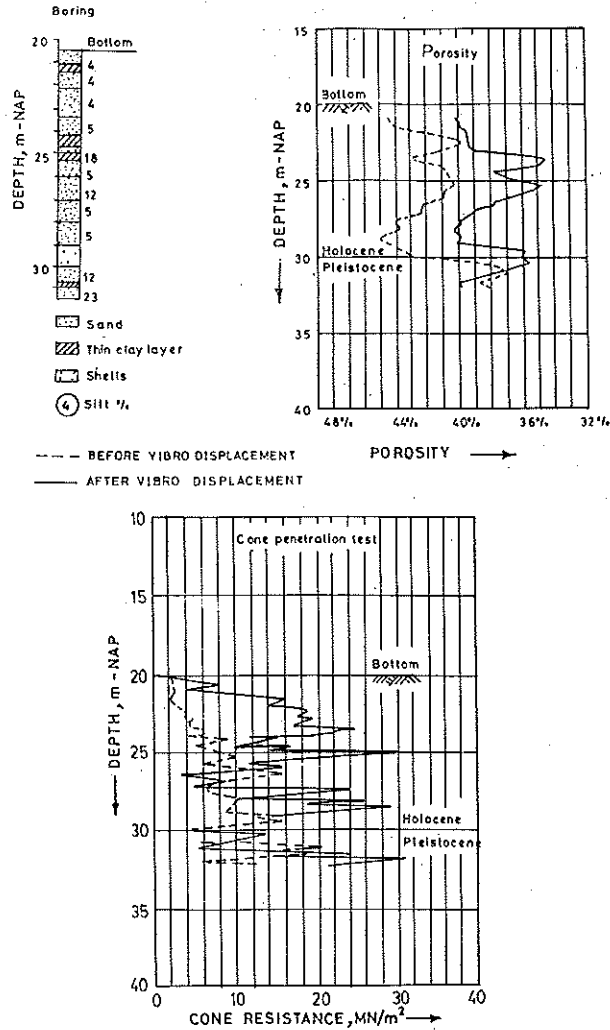 Boring
Bottom
20
25
30
DEPTH, m-NAP
4
4
4
5
18
5
12
5
5
12
23
Sand
Thin clay layer
Shells
4 Silt %
15
20
25
30
35
40
DEPTH, m-NAP
Porosity
Bottom
Holocene
Pleistocene
48% 44% 40% 36% 32%
POROSITY
BEFORE VIBRO DISPLACEMENT
AFTER VIBRO DISPLACEMENT
10
15
20
25
30
35
40
DEPTH, m-NAP
Cone penetration test
Bottom
Holocene
Pleistocene
0 10 20 30 40
CONE RESISTANCE, MN/m²